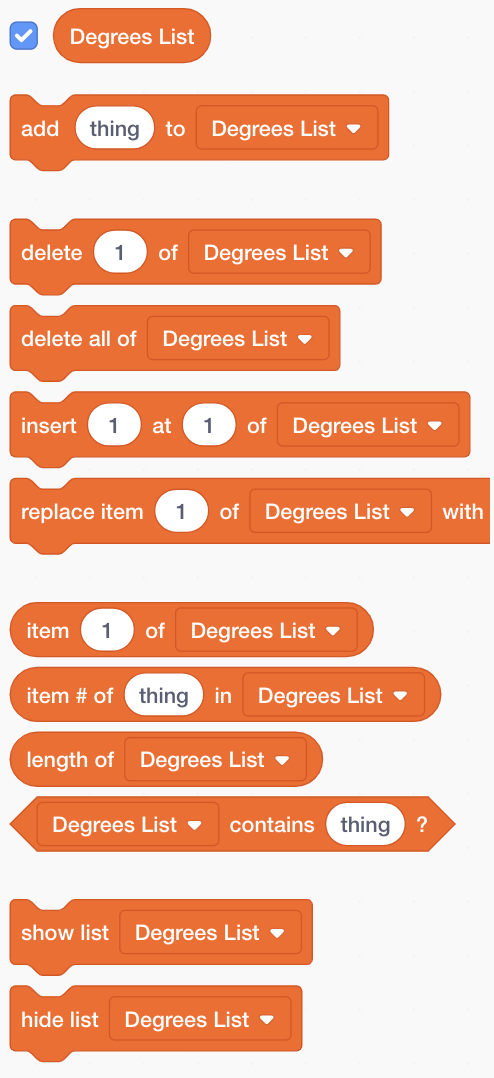 Degrees List
add thing to Degrees List
delete 1 of Degrees List
delete all of Degrees List
insert 1 at 1 of Degrees List
replace item 1 of Degrees List with
item 1 of Degrees List
item # of thing in Degrees List
length of Degrees List
Degrees List contains thing ?
show list Degrees List
hide list Degrees List